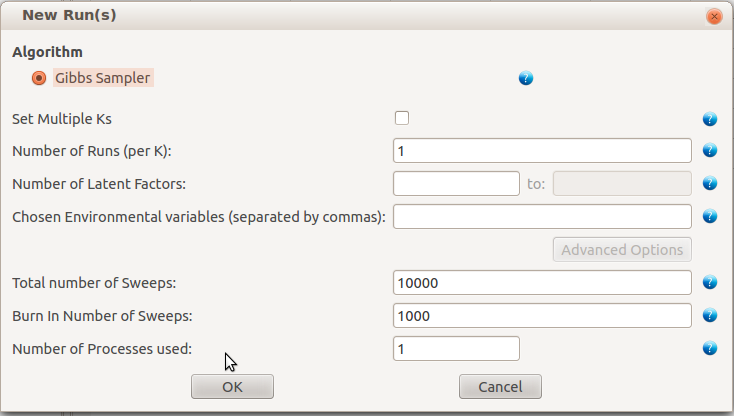 New Run(s)
Algorithm
Gibbs Sampler ?
Set Multiple Ks ?
Number of Runs (per K): 1 ?
Number of Latent Factors: to: ?
Chosen Environmental variables (separated by commas): ?
Advanced Options
Total number of Sweeps: 10000 ?
Burn In Number of Sweeps: 1000 ?
Number of Processes used: 1 ?
OK Cancel